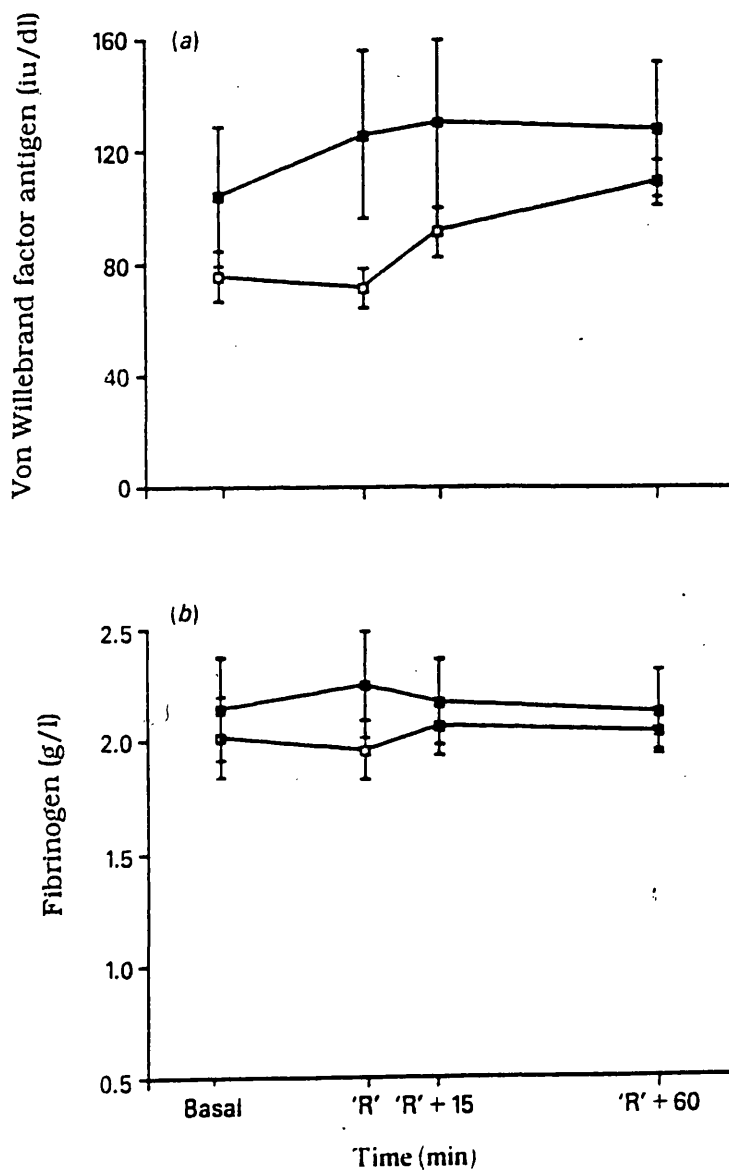 Von Willebrand factor antigen (iu/dl)
(a)
160
120
80
40
0
Fibrinogen (g/l)
(b)
2.5
2.0
1.5
1.0
0.5
Basal 'R' 'R' + 15 'R' + 60
Time (min)